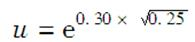 u = e^{0.30 × √0.25}